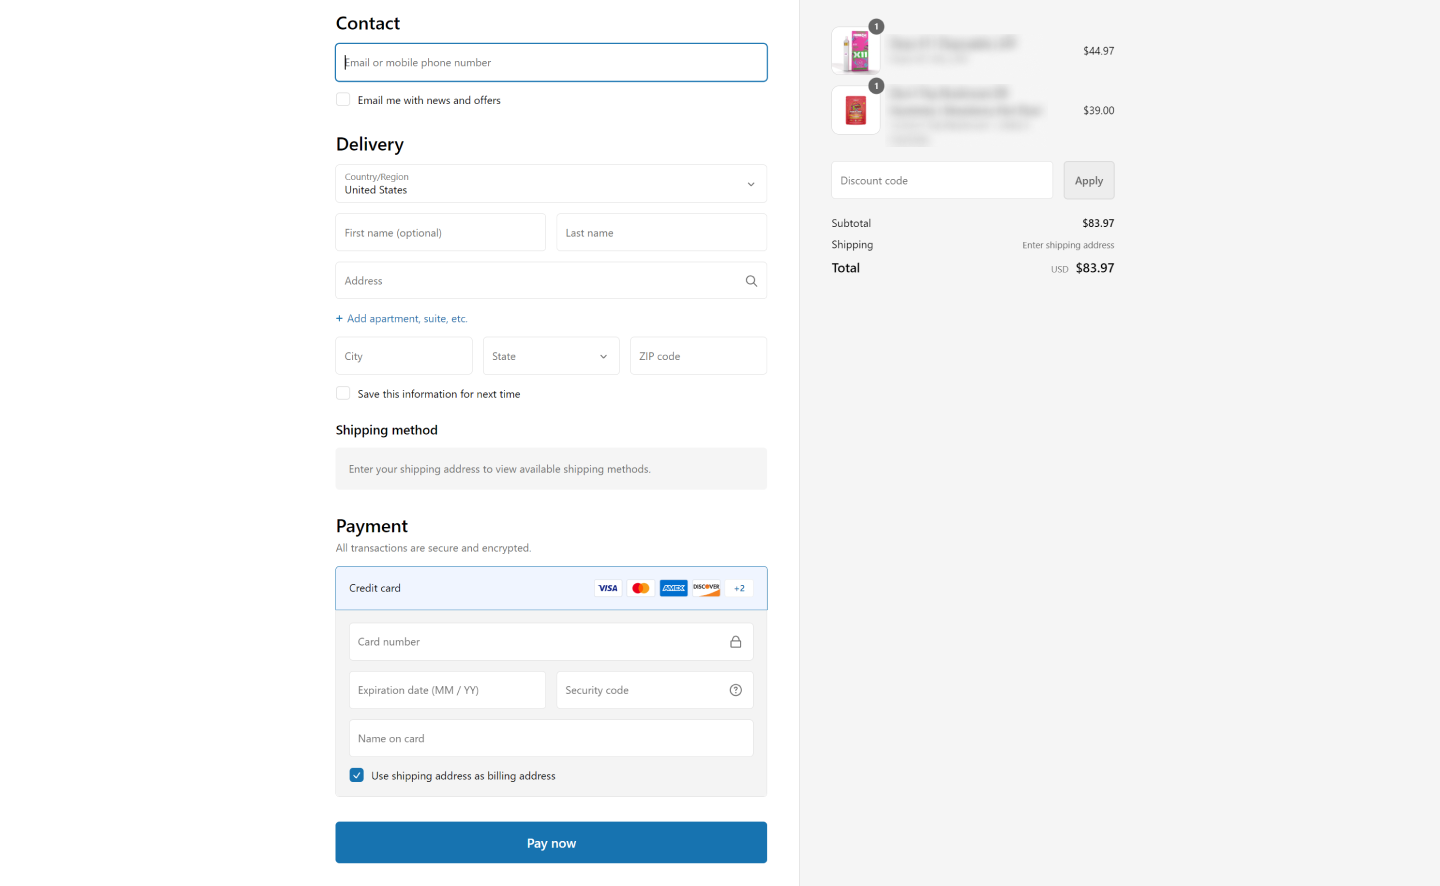 Contact
Email or mobile phone number
Email me with news and offers
Delivery
Country/Region
United States
First name (optional)
Last name
Address
+ Add apartment, suite, etc.
City
State
ZIP code
Save this information for next time
Shipping method
Enter your shipping address to view available shipping methods.
Payment
All transactions are secure and encrypted.
Credit card
VISA
AMEX
DISCOVER
+2
Card number
Expiration date (MM / YY)
Security code
Name on card
Use shipping address as billing address
Pay now
1
$44.97
1
$39.00
Discount code
Apply
Subtotal
$83.97
Shipping
Enter shipping address
Total
USD $83.97